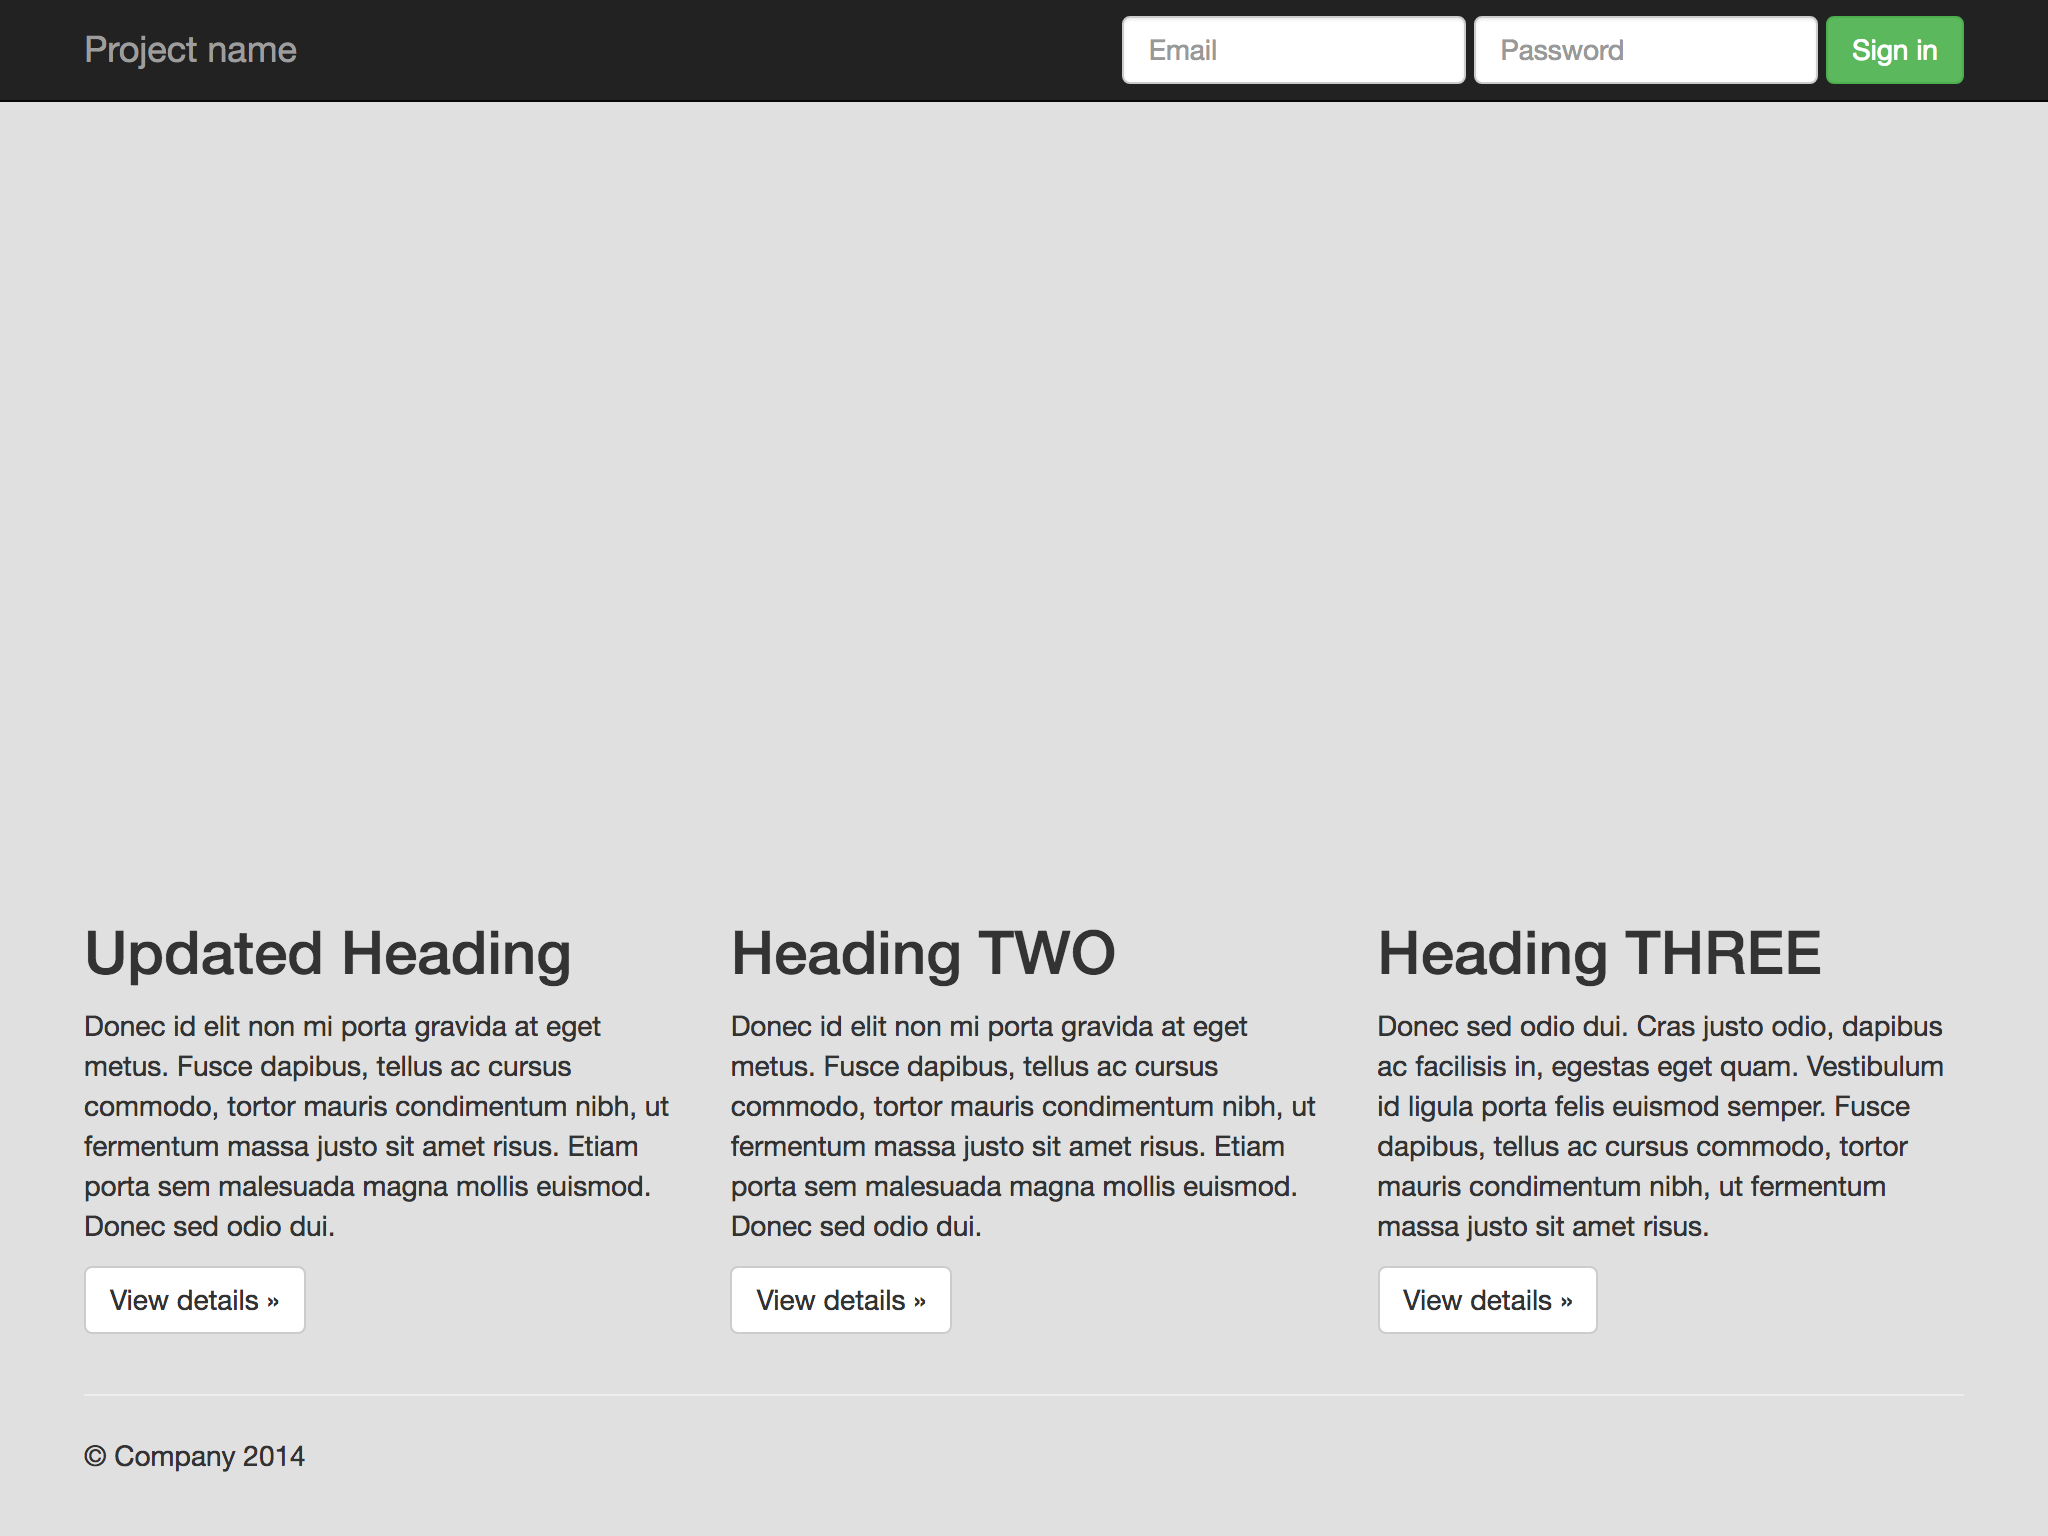 Project name
Email
Password
Sign in
Updated Heading
Donec id elit non mi porta gravida at eget
metus. Fusce dapibus, tellus ac cursus
commodo, tortor mauris condimentum nibh, ut
fermentum massa justo sit amet risus. Etiam
porta sem malesuada magna mollis euismod.
Donec sed odio dui.
View details »
Heading TWO
Donec id elit non mi porta gravida at eget
metus. Fusce dapibus, tellus ac cursus
commodo, tortor mauris condimentum nibh, ut
fermentum massa justo sit amet risus. Etiam
porta sem malesuada magna mollis euismod.
Donec sed odio dui.
View details »
Heading THREE
Donec sed odio dui. Cras justo odio, dapibus
ac facilisis in, egestas eget quam. Vestibulum
id ligula porta felis euismod semper. Fusce
dapibus, tellus ac cursus commodo, tortor
mauris condimentum nibh, ut fermentum
massa justo sit amet risus.
View details »
© Company 2014